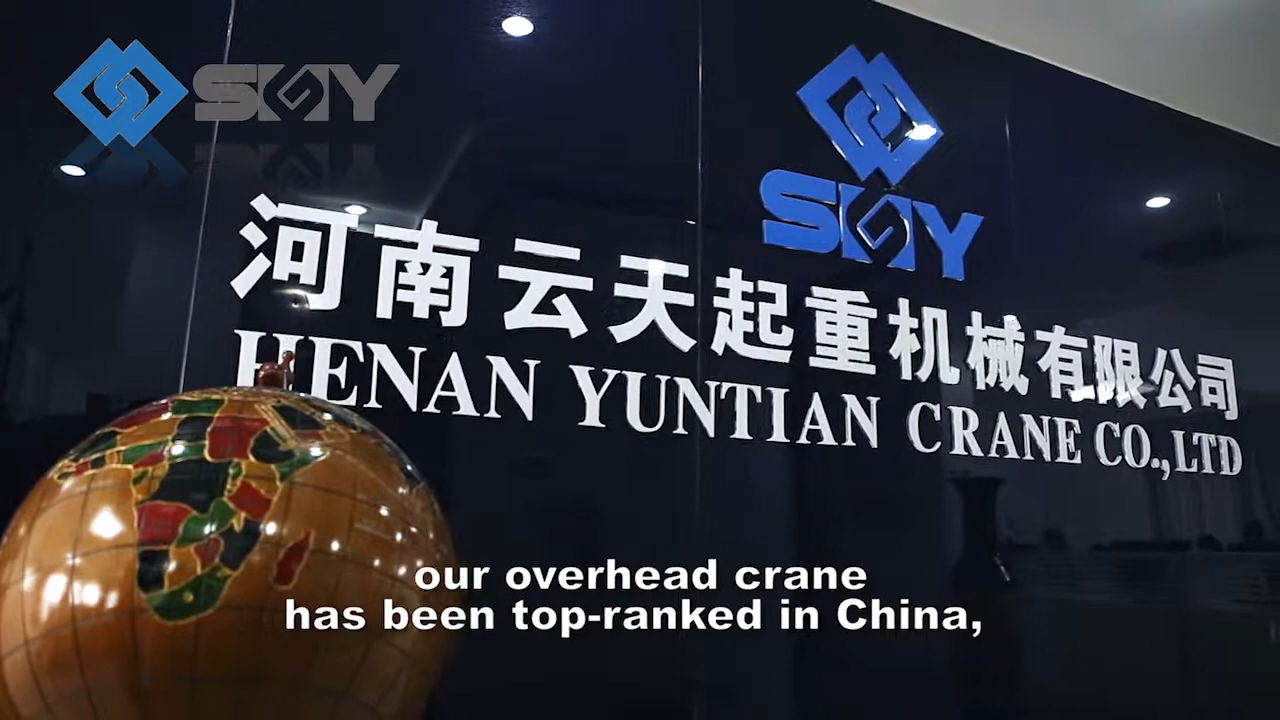 SKY
SKY
河南云天起重机械有限公司
HENAN YUNTIAN CRANE CO.,LTD
our overhead crane
has been top-ranked in China,